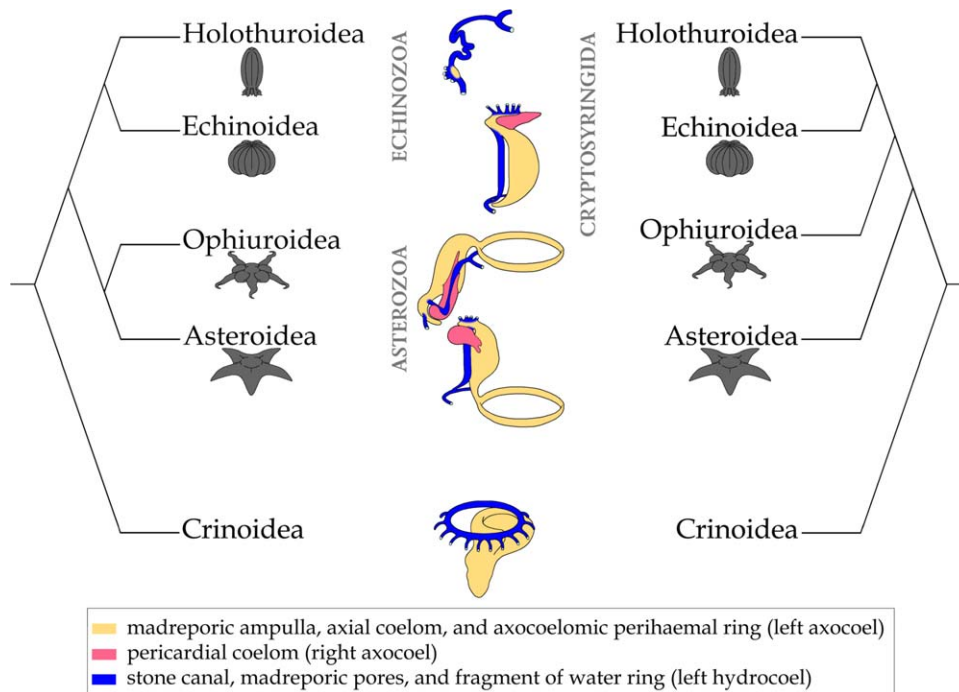 Holothuroidea
Echinoidea
Ophiuroidea
Asteroidea
Crinoidea
ECHINOZOA
ASTEROZOA
CRYPTOSYRINGIDA
Holothuroidea
Echinoidea
Ophiuroidea
Asteroidea
Crinoidea
madreporic ampulla, axial coelom, and axocoelomic perihaemal ring (left axocoel)
pericardial coelom (right axocoel)
stone canal, madreporic pores, and fragment of water ring (left hydrocoel)